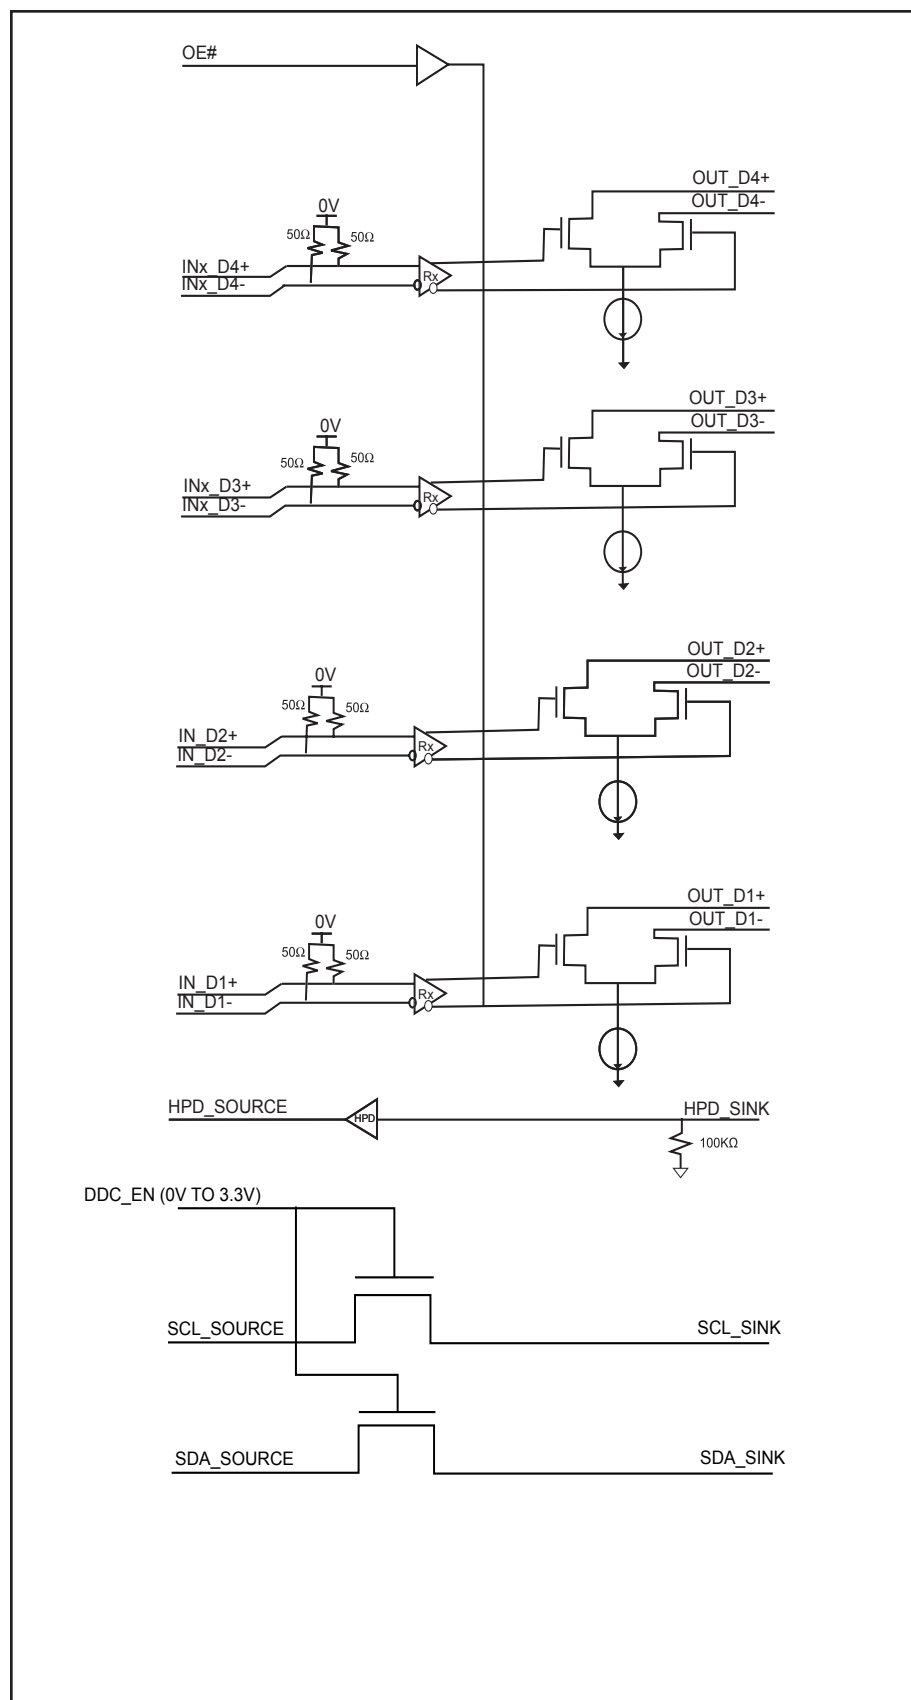 OE#
OUT_D4+
OUT_D4-
0V
50Ω 50Ω
INx_D4+
INx_D4-
Rx
OUT_D3+
OUT_D3-
0V
50Ω 50Ω
INx_D3+
INx_D3-
Rx
OUT_D2+
OUT_D2-
0V
50Ω 50Ω
IN_D2+
IN_D2-
Rx
OUT_D1+
OUT_D1-
0V
50Ω 50Ω
IN_D1+
IN_D1-
Rx
HPD_SOURCE HPD HPD_SINK
100KΩ
DDC_EN (0V TO 3.3V)
SCL_SOURCE SCL_SINK
SDA_SOURCE SDA_SINK